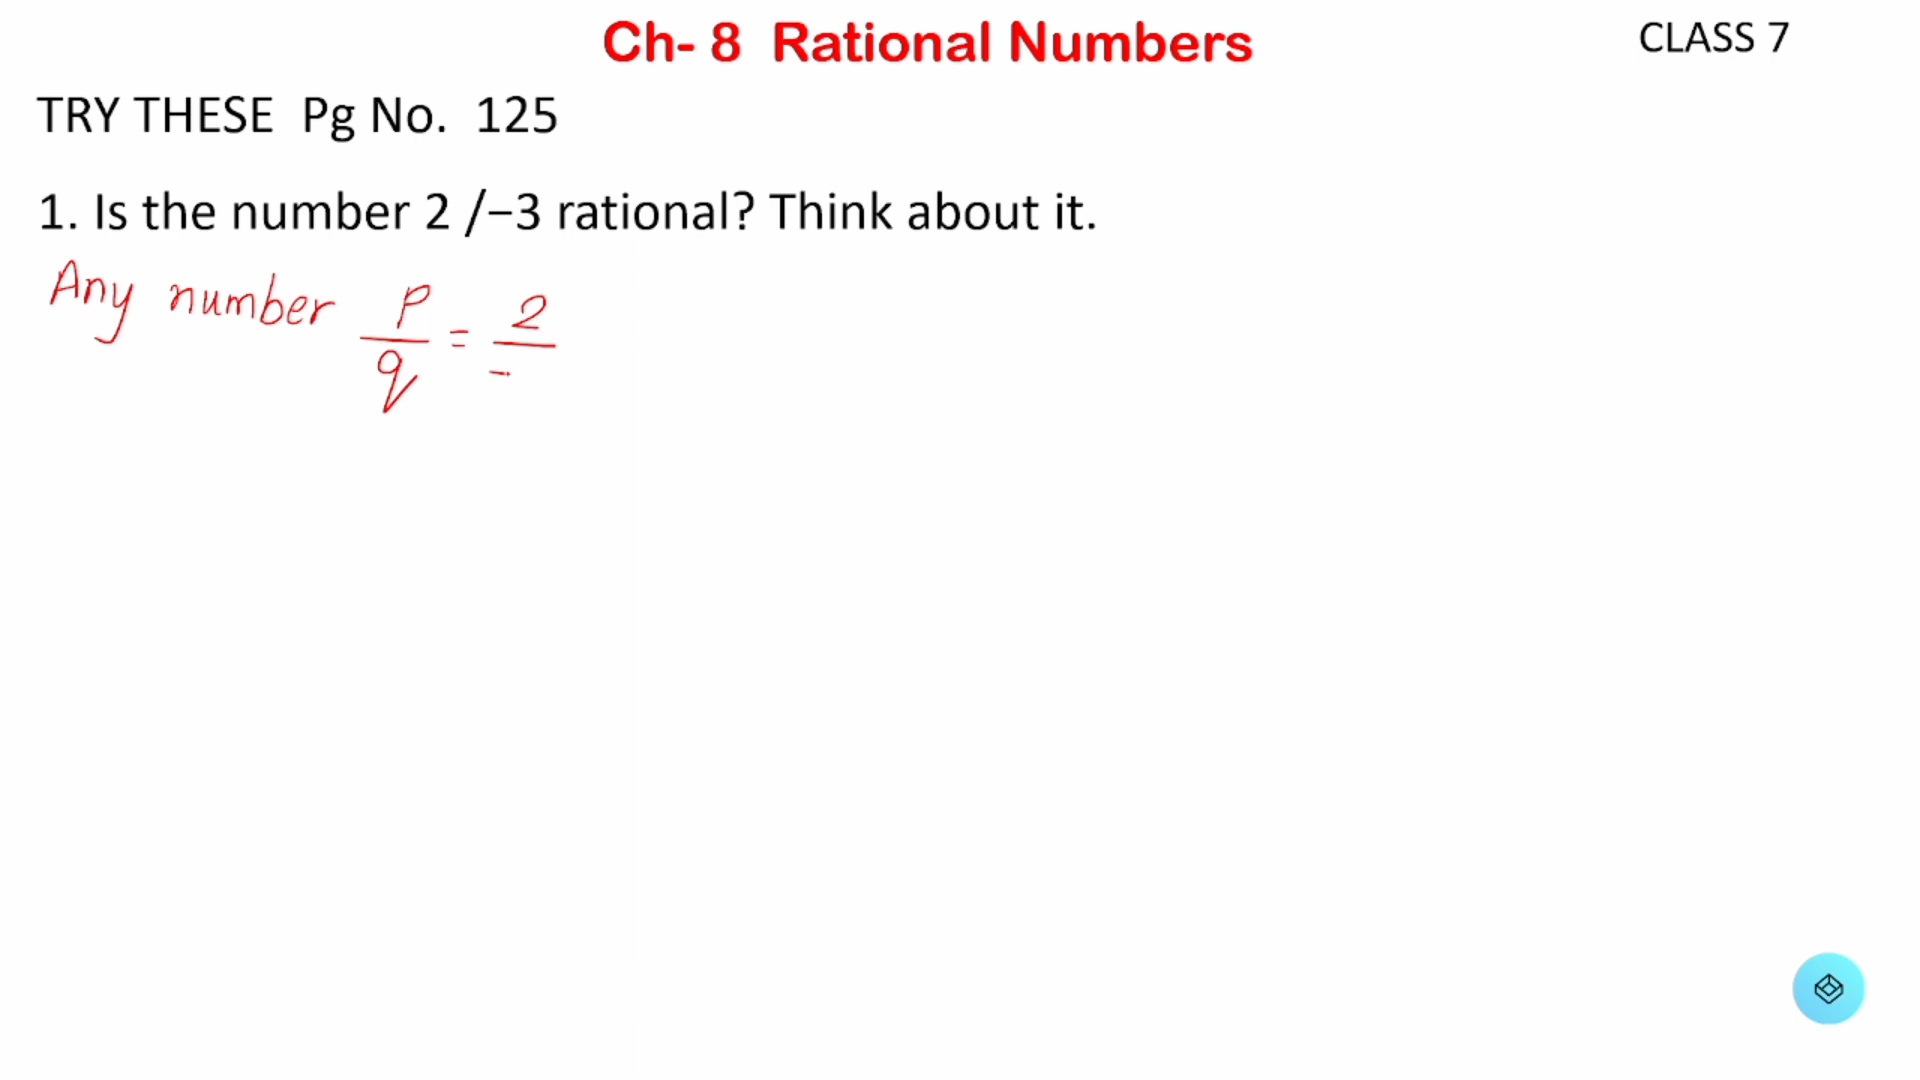 Ch- 8 Rational Numbers
CLASS 7
TRY THESE Pg No. 125
1. Is the number 2 /−3 rational? Think about it.
Any number p/q = 2/-